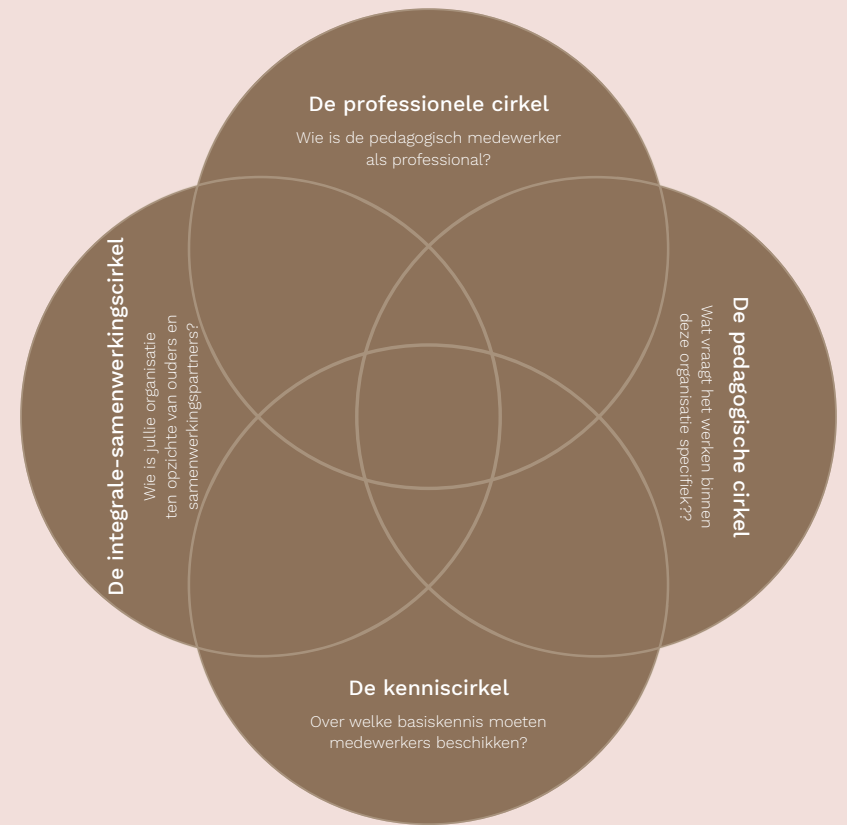 De professionele cirkel
Wie is de pedagogisch medewerker
als professional?
De integrale-samenwerkingscirkel
Wie is jullie organisatie
ten opzichte van ouders en
samenwerkingspartners?
De pedagogische cirkel
Wat vraagt het werken binnen
deze organisatie specifiek??
De kenniscirkel
Over welke basiskennis moeten
medewerkers beschikken?